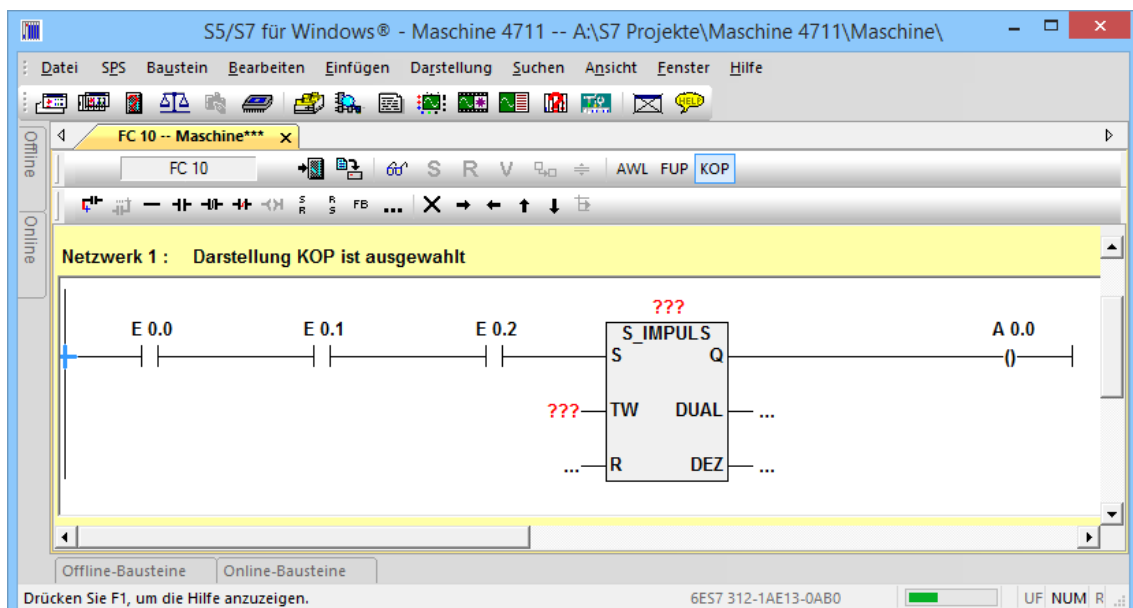 S5/S7 für Windows® - Maschine 4711 -- A:\S7 Projekte\Maschine 4711\Maschine\
Datei SPS Baustein Bearbeiten Einfügen Darstellung Suchen Ansicht Fenster Hilfe
HELP
Offline
Online
FC 10 -- Maschine*** x
FC 10 S R V AWL FUP KOP
S R R S FB ...
Netzwerk 1 : Darstellung KOP ist ausgewahlt
???
E 0.0 E 0.1 E 0.2 S_IMPULS A 0.0
S Q ()
??? TW DUAL ...
... R DEZ ...
Offline-Bausteine Online-Bausteine
Drücken Sie F1, um die Hilfe anzuzeigen. 6ES7 312-1AE13-0AB0 UF NUM R